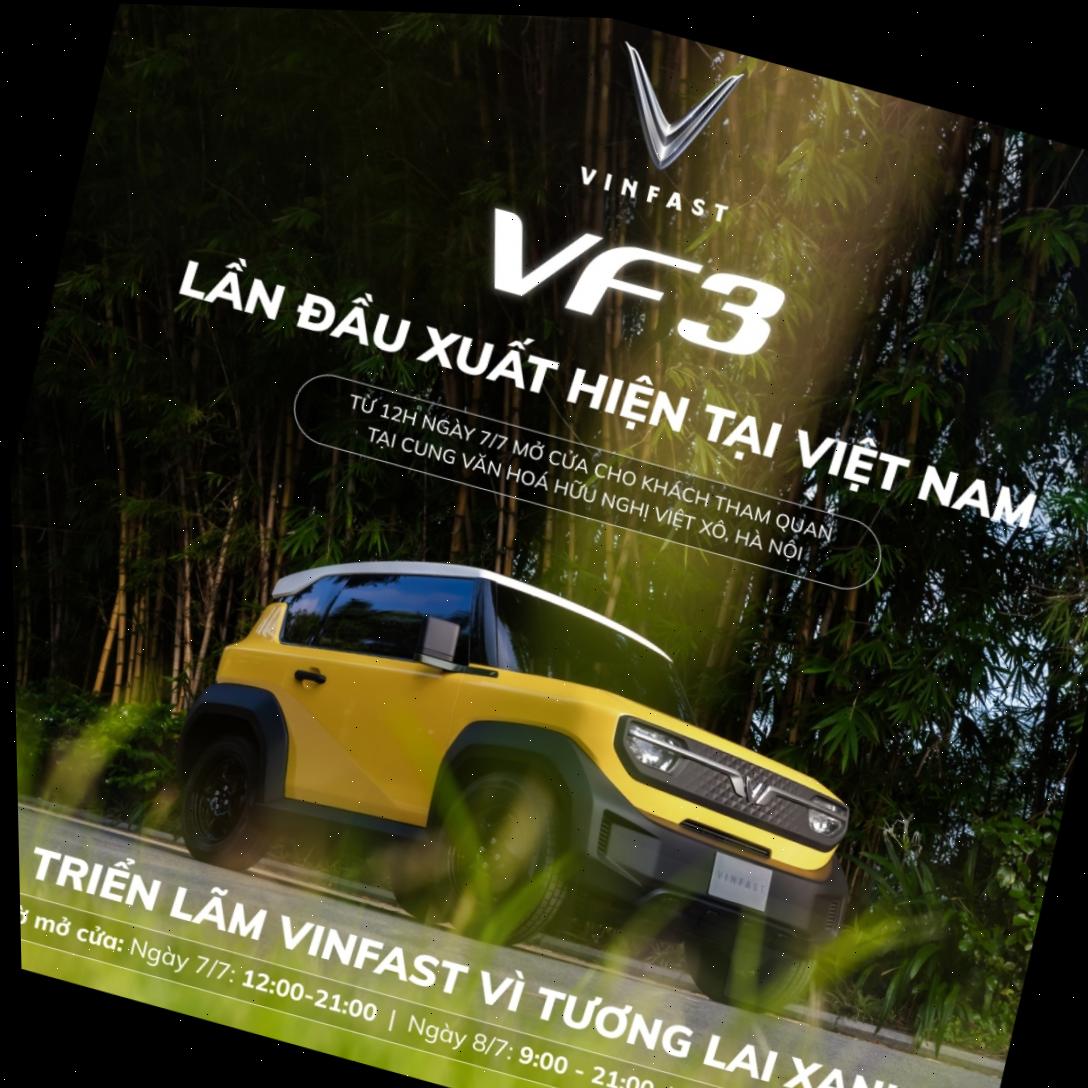 VINFAST
VF 3
LẦN ĐẦU XUẤT HIỆN TẠI VIỆT NAM
TỪ 12H NGÀY 7/7 MỞ CỬA CHO KHÁCH THAM QUAN
TẠI CUNG VĂN HOÁ HỮU NGHỊ VIỆT XÔ, HÀ NỘI
VINFAST
TRIỂN LÃM VINFAST VÌ TƯƠNG LAI
mở cửa: Ngày 7/7: 12:00-21:00 | Ngày 8/7: 9:00 - 21:00